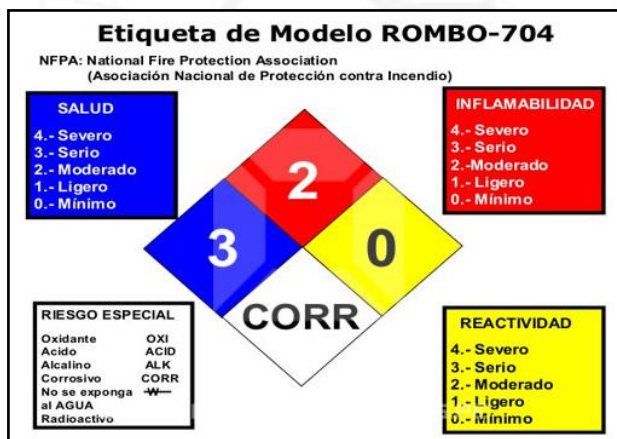 Etiqueta de Modelo ROMBO-704
NFPA: National Fire Protection Association
(Asociación Nacional de Protección contra Incendio)
SALUD
4.- Severo
3.- Serio
2.- Moderado
1.- Ligero
0.- Mínimo
INFLAMABILIDAD
4.- Severo
3.- Serio
2.-Moderado
1.- Ligero
0.- Mínimo
2
3
0
CORR
RIESGO ESPECIAL
Oxidante OXI
Acido ACID
Alcalino ALK
Corrosivo CORR
No se exponga W
al AGUA
Radioactivo
REACTIVIDAD
4.- Severo
3.- Serio
2.- Moderado
1.- Ligero
0.- Mínimo